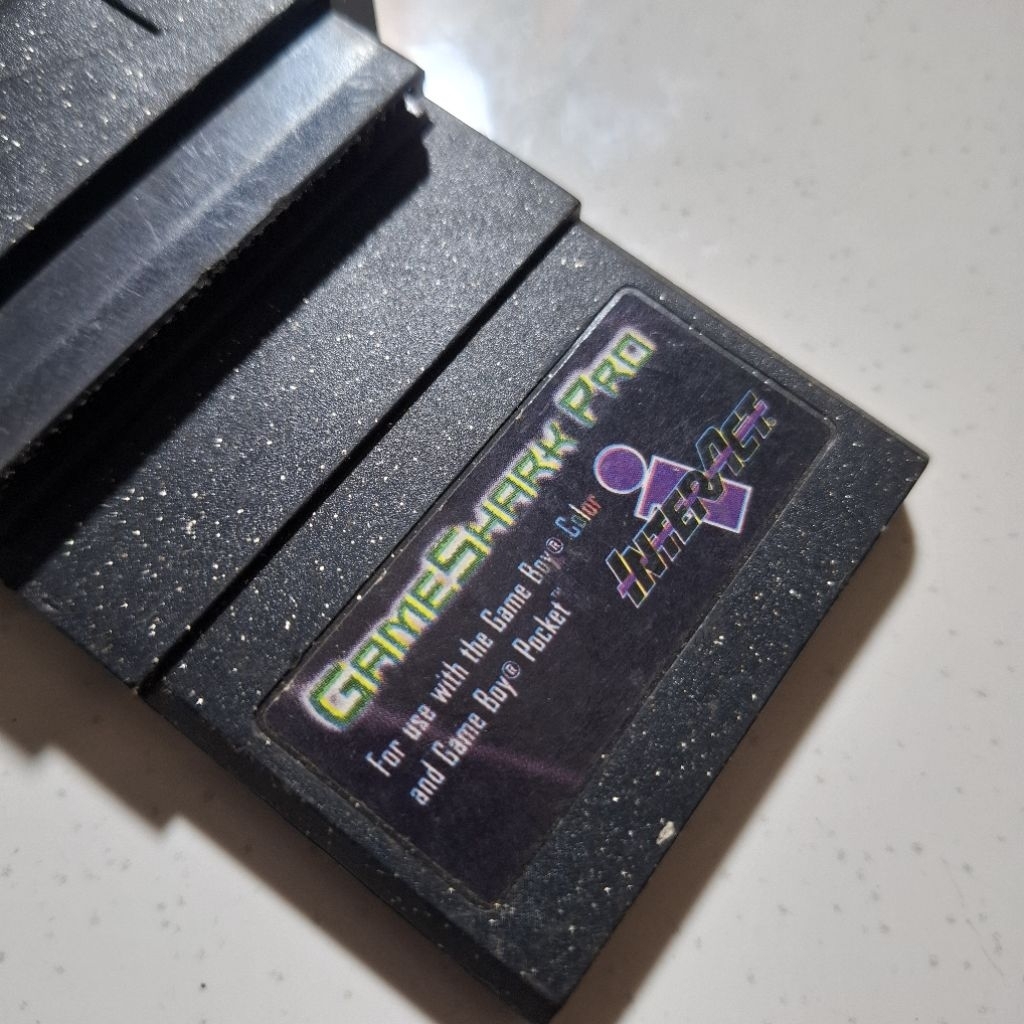 GAMESHARK PRO
For use with the Game Boy® Color
and Game Boy® Pocket™
INTERACT